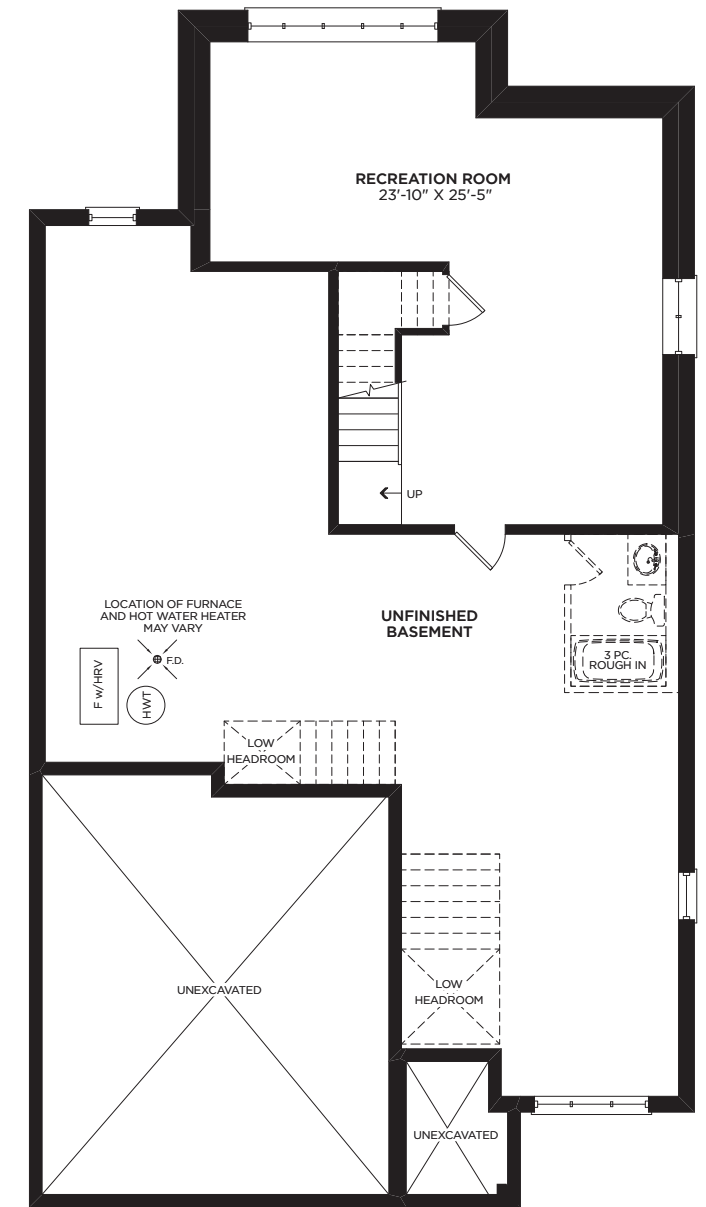 RECREATION ROOM
23'-10" X 25'-5"
UP
LOCATION OF FURNACE
AND HOT WATER HEATER
MAY VARY
F.D.
F w/HRV
HWT
UNFINISHED
BASEMENT
3 PC.
ROUGH IN
LOW
HEADROOM
UNEXCAVATED
LOW
HEADROOM
UNEXCAVATED